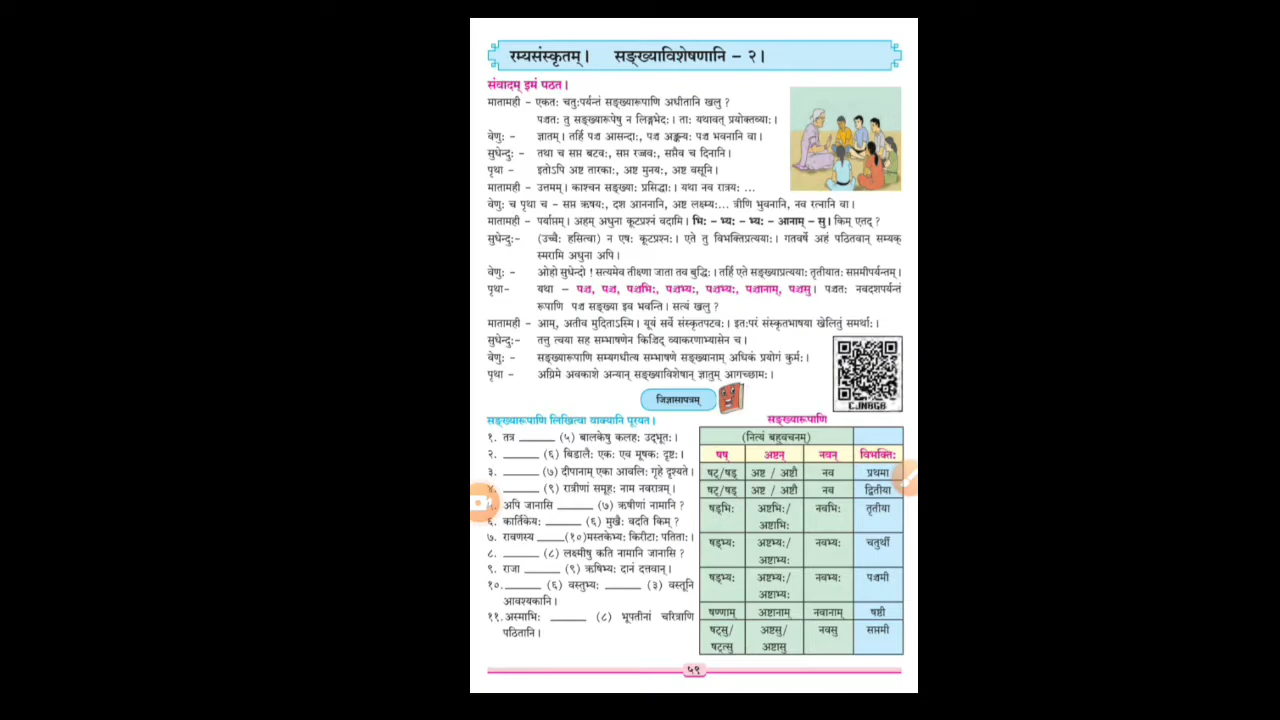 रम्यसंस्कृतम्। सङ्ख्याविशेषणानि – २।
संवादम् इमं पठत।
मातामही – एकतः चतुःपर्यन्तं सङ्ख्यारूपाणि अधीतानि खलु ?
पञ्चतः तु सङ्ख्यारूपेषु न लिङ्गभेदः। ताः यथावत् प्रयोक्तव्याः।
वेणुः – ज्ञातम्। तर्हि पञ्च आसन्दाः, पञ्च अङ्कन्यः पञ्च भवनानि वा।
सुधेन्दुः – तथा च सप्त बटवः, सप्त रज्जवः, सप्तैव च दिनानि।
पृथा – इतोऽपि अष्ट तारकाः, अष्ट मुनयः, अष्ट वसूनि।
मातामही – उत्तमम्। काश्चन सङ्ख्याः प्रसिद्धाः। यथा नव रात्रयः ...
वेणुः च पृथा च – सप्त ऋषयः, दश आननानि, अष्ट लक्ष्म्यः... त्रीणि भुवनानि, नव रत्नानि वा।
मातामही – पर्याप्तम्। अहम् अधुना कूटप्रश्नं वदामि। भिः – भ्यः – भ्यः – आनाम् – सु। किम् एतद् ?
सुधेन्दुः– (उच्चैः हसित्वा) न एषः कूटप्रश्नः। एते तु विभक्तिप्रत्ययाः। गतवर्षे अहं पठितवान् सम्यक्
स्मरामि अधुना अपि।
वेणुः – ओहो सुधेन्दो ! सत्यमेव तीक्ष्णा जाता तव बुद्धिः। तर्हि एते सङ्ख्याप्रत्ययाः तृतीयातः सप्तमीपर्यन्तम्।
पृथा– यथा – पञ्च, पञ्च, पञ्चभिः, पञ्चभ्यः, पञ्चभ्यः, पञ्चानाम्, पञ्चसु। पञ्चतः नवदशपर्यन्तं
रूपाणि पञ्च सङ्ख्या इव भवन्ति। सत्यं खलु ?
मातामही – आम्, अतीव मुदिताऽस्मि। यूयं सर्वे संस्कृतपटवः। इतःपरं संस्कृतभाषया खेलितुं समर्थाः।
सुधेन्दुः – तत्तु त्वया सह सम्भाषणेन किञ्चिद् व्याकरणाभ्यासेन च।
वेणुः – सङ्ख्यारूपाणि सम्यगधीत्य सम्भाषणे सङ्ख्यानाम् अधिकं प्रयोगं कुर्मः।
पृथा – अग्रिमे अवकाशे अन्यान् सङ्ख्याविशेषान् ज्ञातुम् आगच्छामः।
CJN8G8
जिज्ञासापत्रम्
सङ्ख्यारूपाणि लिखित्वा वाक्यानि पूरयत।
१. तत्र ______ (५) बालकेषु कलहः उद्भूतः।
२. ______ (६) बिडालैः एकः एव मूषकः दृष्टः।
३. ______ (७) दीपानाम् एका आवलिः गृहे दृश्यते।
४. ______ (९) रात्रीणां समूहः नाम नवरात्रम्।
५. अपि जानासि ______ (७) ऋषीणां नामानि ?
६. कार्तिकेयः ______ (६) मुखैः वदति किम् ?
७. रावणस्य ______(१०)मस्तकेभ्यः किरीटाः पतिताः।
८. ______ (८) लक्ष्मीषु कति नामानि जानासि ?
९. राजा ______ (९) ऋषिभ्यः दानं दत्तवान्।
१०.______ (६) वस्तुभ्यः ______ (३) वस्तूनि
आवश्यकानि।
११.अस्माभिः ______ (८) भूपतीनां चरित्राणि
पठितानि।
सङ्ख्यारूपाणि
(नित्यं बहुवचनम्)
षष् अष्टन् नवन् विभक्तिः
षट्/षड् अष्ट / अष्टौ नव प्रथमा
षट्/षड् अष्ट / अष्टौ नव द्वितीया
षड्भिः अष्टभिः/ नवभिः तृतीया
अष्टाभिः
षड्भ्यः अष्टभ्यः/ नवभ्यः चतुर्थी
अष्टाभ्यः
षड्भ्यः अष्टभ्यः/ नवभ्यः पञ्चमी
अष्टाभ्यः
षण्णाम् अष्टानाम् नवानाम् षष्ठी
षट्सु/ अष्टसु/ नवसु सप्तमी
षट्त्सु अष्टासु
५९